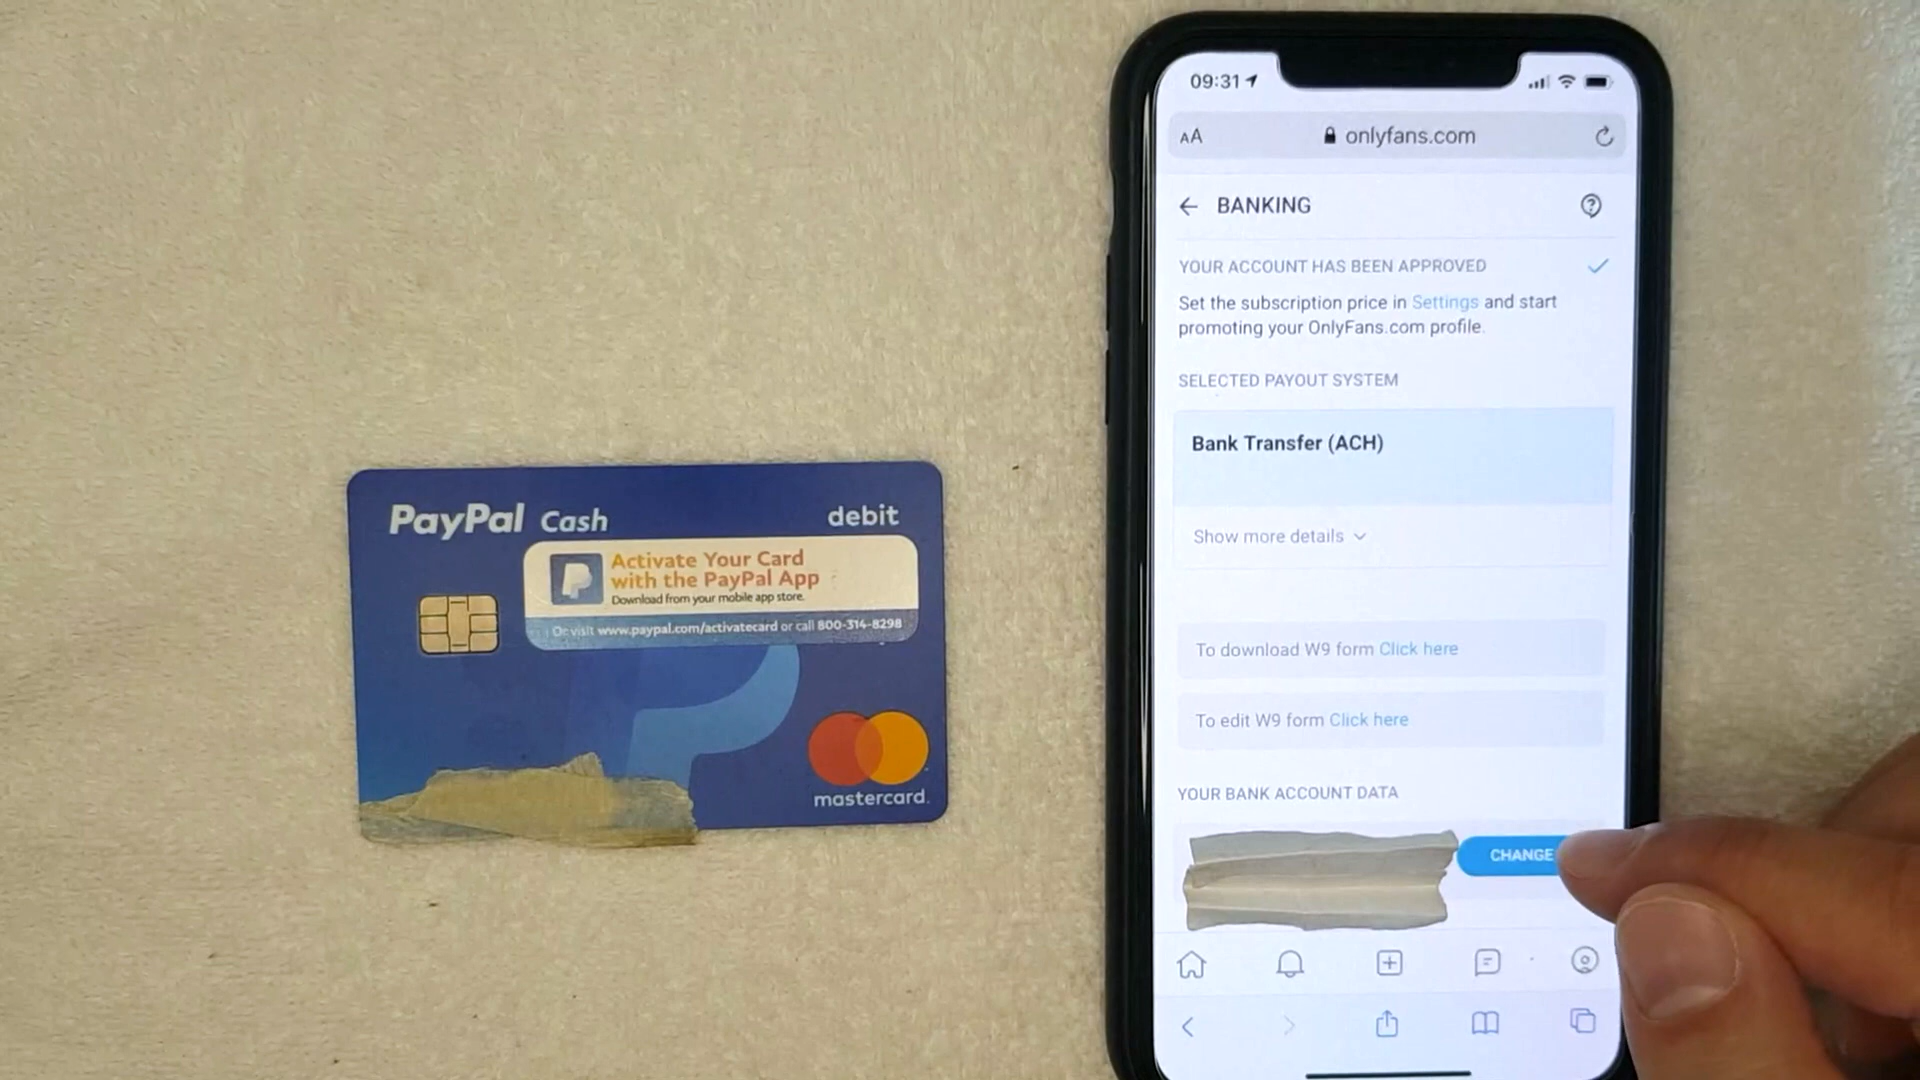 PayPal Cash debit
Activate Your Card
with the PayPal App
Download from your mobile app store.
Or visit www.paypal.com/activatecard or call 800-314-8298
mastercard.
09:31
AA onlyfans.com
BANKING
YOUR ACCOUNT HAS BEEN APPROVED
Set the subscription price in Settings and start
promoting your OnlyFans.com profile.
SELECTED PAYOUT SYSTEM
Bank Transfer (ACH)
Show more details
To download W9 form Click here
To edit W9 form Click here
YOUR BANK ACCOUNT DATA
CHANGE